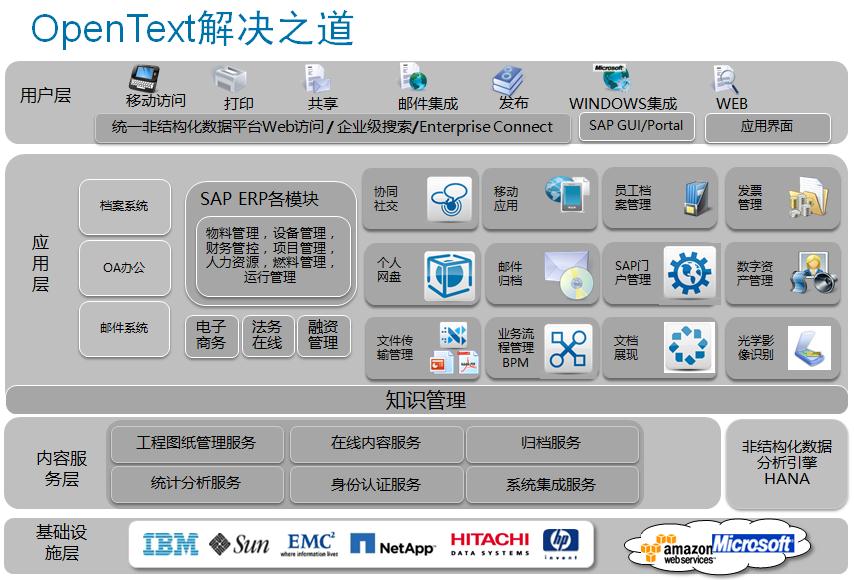 OpenText解决之道
用户层
移动访问
打印
共享
邮件集成
发布
Microsoft
WINDOWS集成
WEB
统一非结构化数据平台Web访问 / 企业级搜索/Enterprise Connect
SAP GUI/Portal
应用界面
应
用
层
档案系统
OA办公
邮件系统
SAP ERP各模块
物料管理，设备管理，
财务管控，项目管理，
人力资源，燃料管理，
运行管理
电子
商务
法务
在线
融资
管理
协同
社交
移动
应用
员工档
案管理
发票
管理
个人
网盘
邮件
归档
SAP门
户管理
数字资
产管理
文件传
输管理
业务流
程管理
BPM
文档
展现
光学影
像识别
知识管理
内容服
务层
工程图纸管理服务
在线内容服务
归档服务
统计分析服务
身份认证服务
系统集成服务
非结构化数据
分析引擎
HANA
基础设
施层
IBM
Sun
EMC²
where information lives
NetApp
HITACHI
DATA SYSTEMS
hp
invent
amazon
webservices
Microsoft